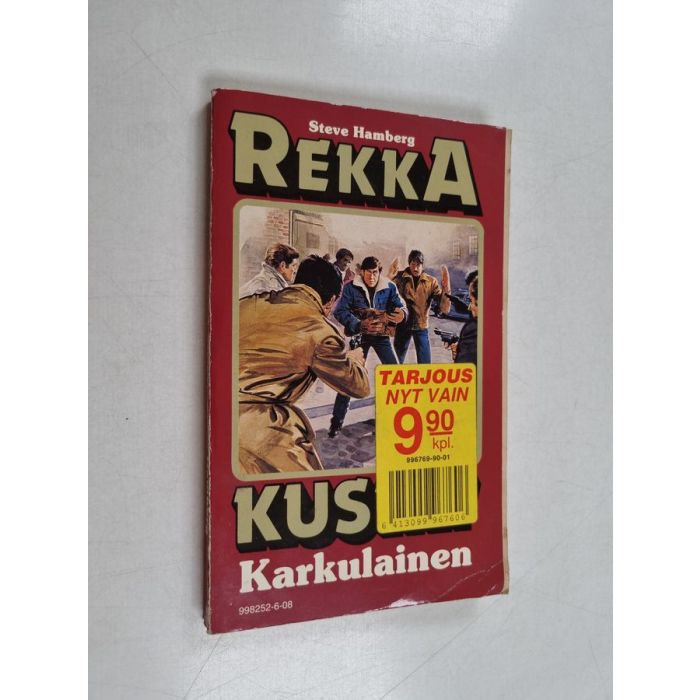 Steve Hamberg
REKKA
TARJOUS
NYT VAIN
9 90
kpl.
996769-90-01
6 413099 967606
KUS
Karkulainen
998252-6-08